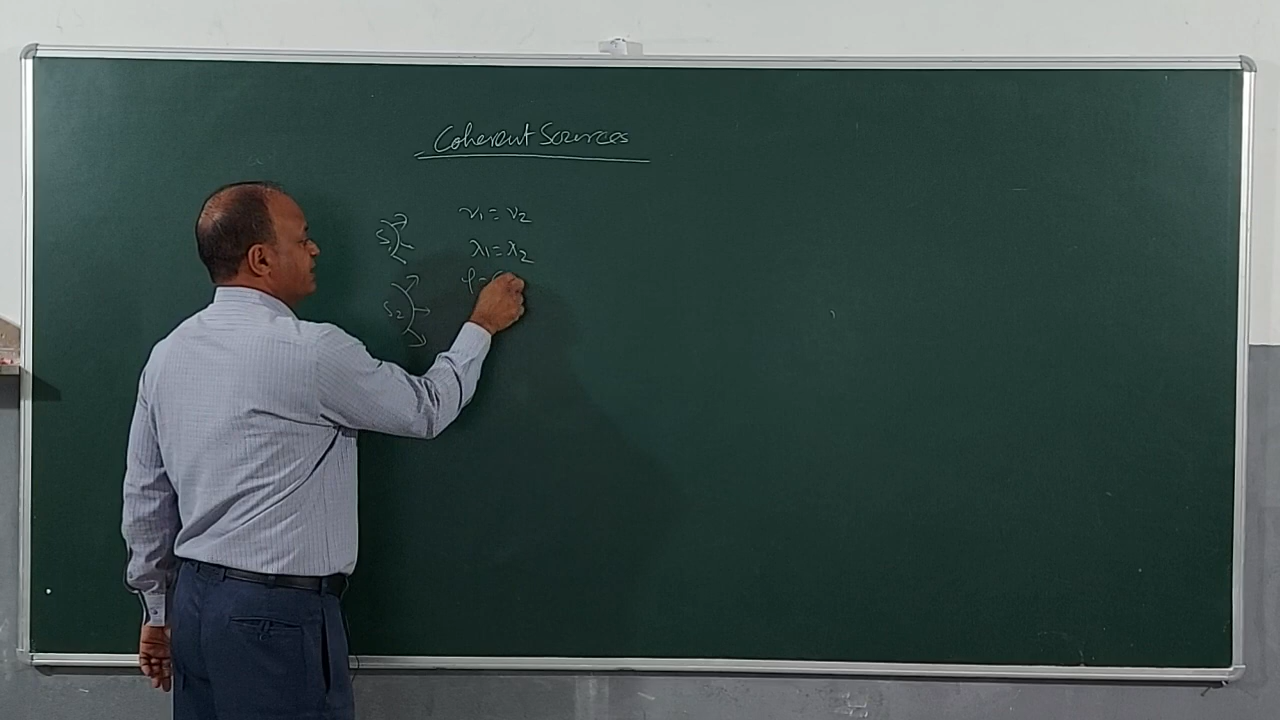 Coherent Sources
S1
ν1 = ν2
λ1 = λ2
S2
φ =